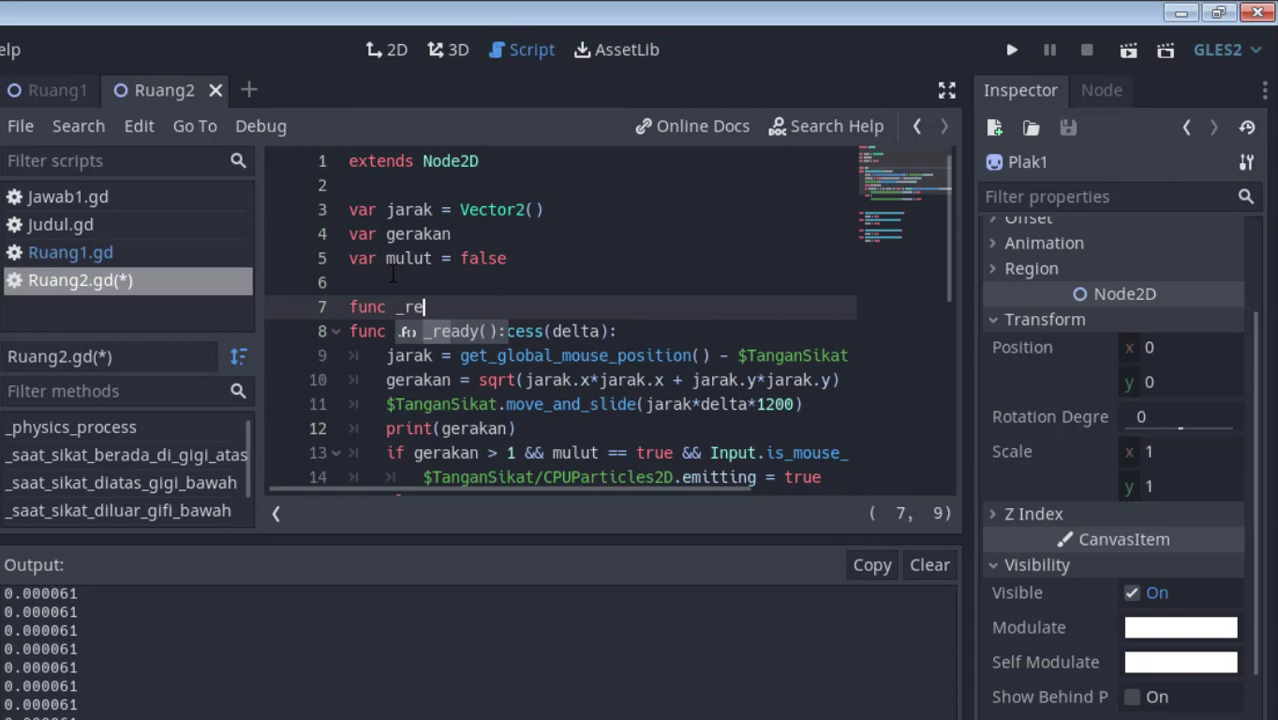 elp
2D
3D
Script
AssetLib
GLES2
Ruang1
Ruang2
Inspector
Node
File
Search
Edit
Go To
Debug
Online Docs
Search Help
Filter scripts
Jawab1.gd
Judul.gd
Ruang1.gd
Ruang2.gd(*)
Ruang2.gd(*)
Filter methods
_physics_process
_saat_sikat_berada_di_gigi_atas
_saat_sikat_diatas_gigi_bawah
_saat_sikat_diluar_gifi_bawah
1 extends Node2D
2
3 var jarak = Vector2()
4 var gerakan
5 var mulut = false
6
7 func _re
_ready():
8 func cess(delta):
9 jarak = get_global_mouse_position() - $TanganSikat
10 gerakan = sqrt(jarak.x*jarak.x + jarak.y*jarak.y)
11 $TanganSikat.move_and_slide(jarak*delta*1200)
12 print(gerakan)
13 if gerakan > 1 && mulut == true && Input.is_mouse_
14 $TanganSikat/CPUParticles2D.emitting = true
( 7, 9)
Output:
Copy
Clear
0.000061
0.000061
0.000061
0.000061
0.000061
0.000061
0.000061
Plak1
Filter properties
Offset
Animation
Region
Node2D
Transform
Position x 0
y 0
Rotation Degre 0
Scale x 1
y 1
Z Index
CanvasItem
Visibility
Visible On
Modulate
Self Modulate
Show Behind P On